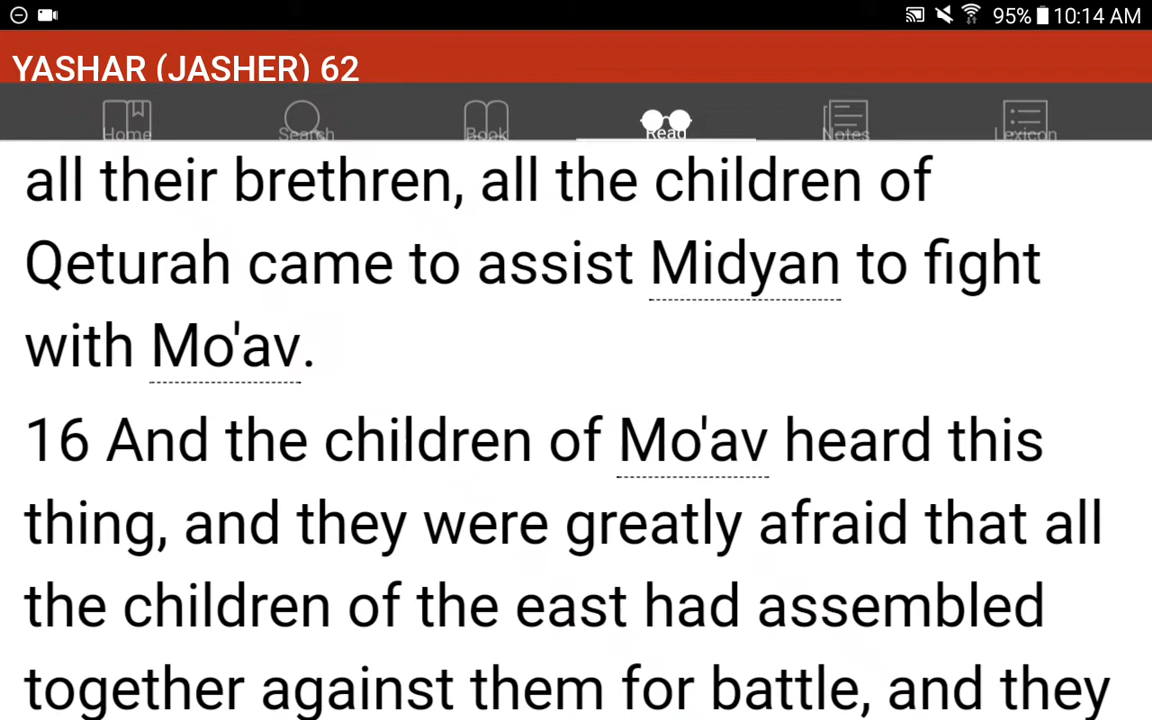 95% 10:14 AM
YASHAR (JASHER) 62
Home Search Book Read Notes Lexicon
all their brethren, all the children of
Qeturah came to assist Midyan to fight
with Mo'av.
16 And the children of Mo'av heard this
thing, and they were greatly afraid that all
the children of the east had assembled
together against them for battle, and they